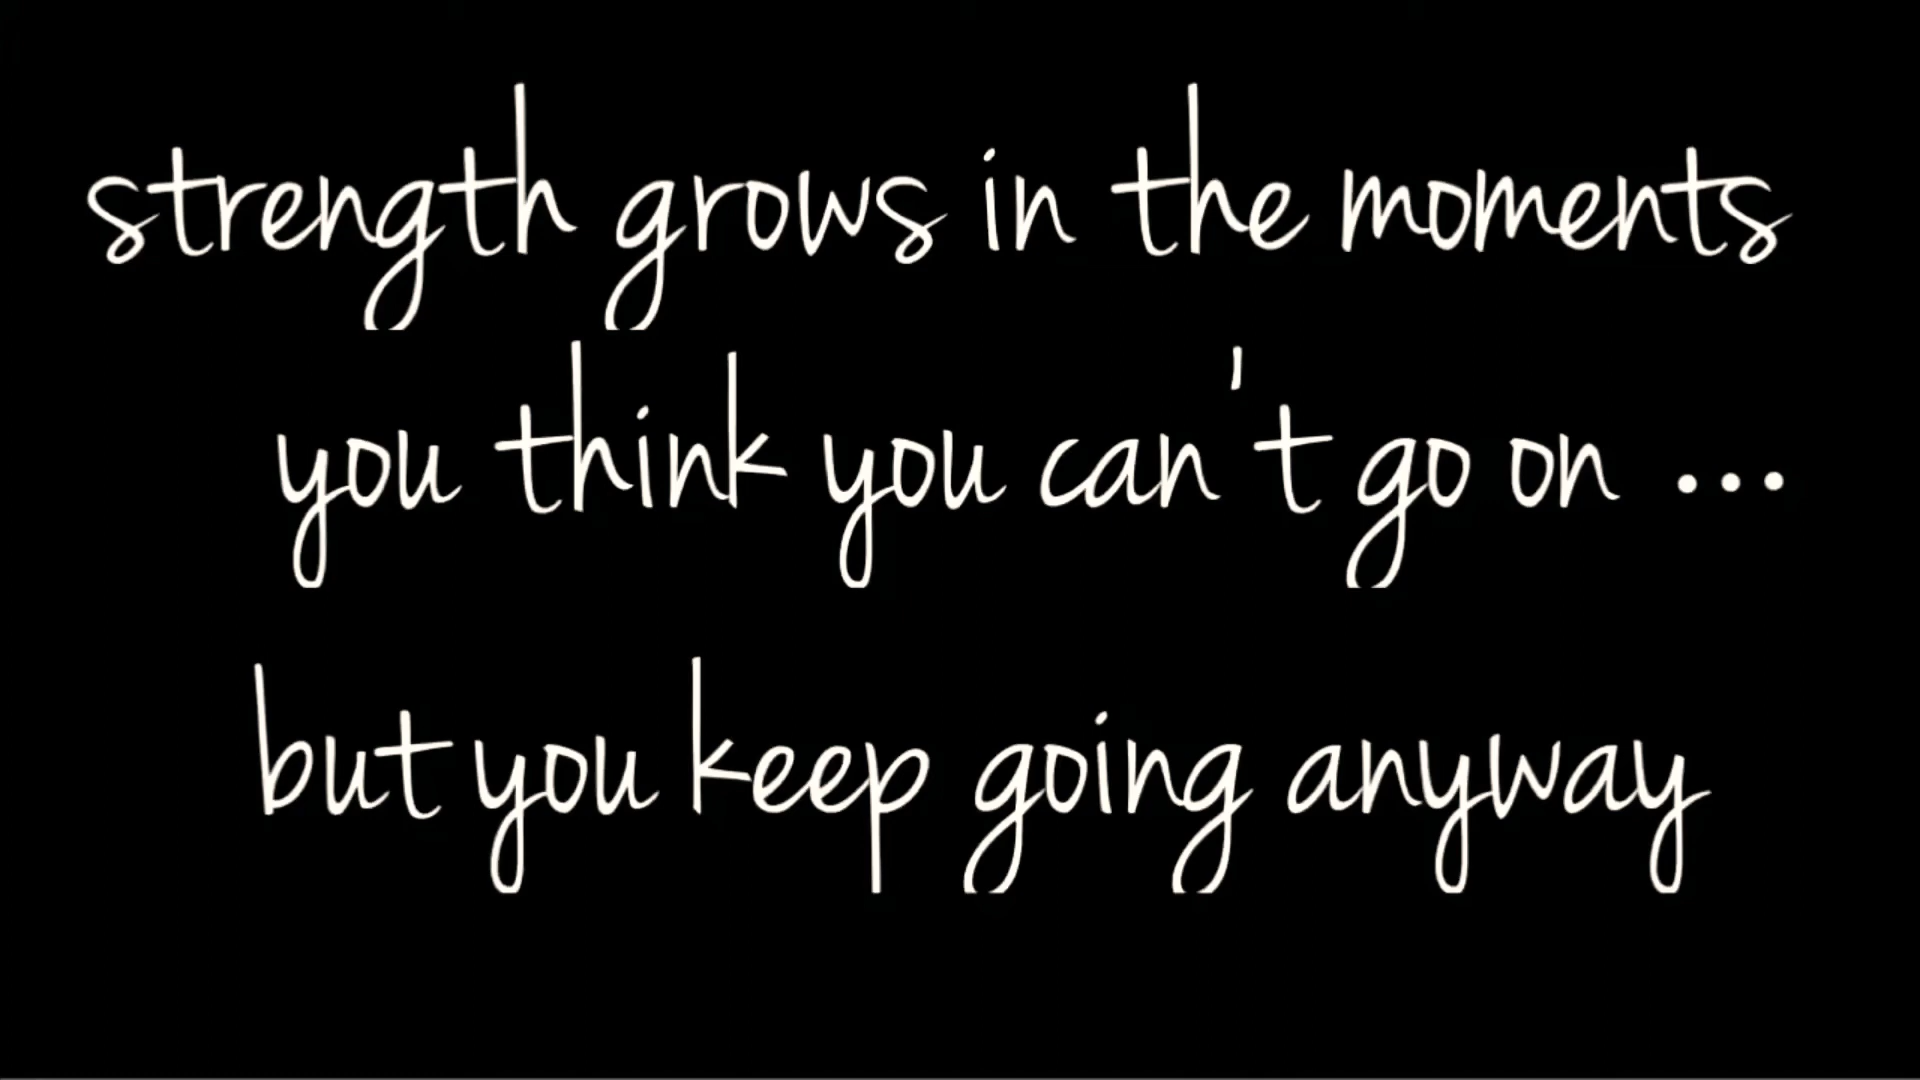 strength grows in the moments
you think you can't go on ...
but you keep going anyway